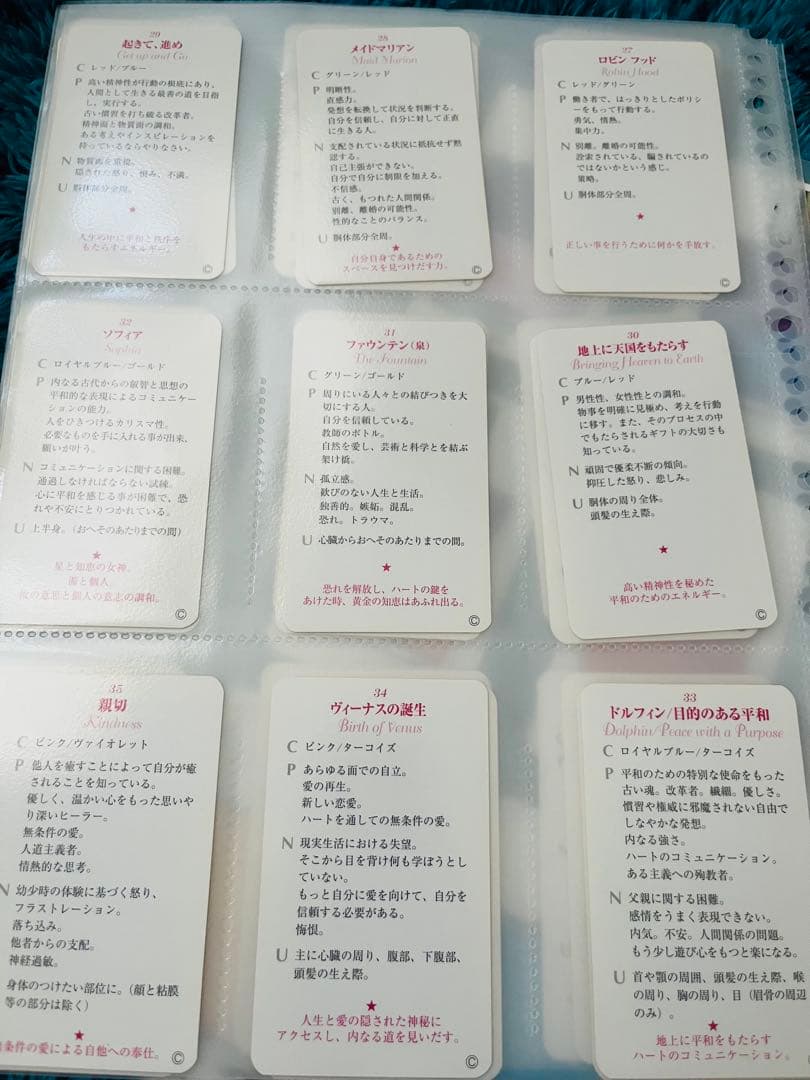 29
起きて、進め
Get up and Go
C レッド/ブルー
P 高い精神性が行動の根底にあり、
人間として生きる最善の道を目指
し、実行する。
古い慣習を打ち破る改革者。
精神面と物質面の調和。
ある考えやインスピレーションを
持っているならやりなさい。
N 物質面を重視。
隠された怒り、恨み、不満。
U 胴体部分全周。
★
人生の中に平和と秩序を
もたらすエネルギー。
©
28
メイドマリアン
Maid Marion
C グリーン/レッド
P 明晰性。
直感力。
発想を転換して状況を判断する。
自分を信頼し、自分に対して正直
に生きる人。
N 支配されている状況に抵抗せず黙
認する。
自己主張ができない。
自分で自分に制限を加える。
不信感。
古く、もつれた人間関係。
別離、離婚の可能性。
性的なことのバランス。
U 胴体部分全周。
★
自分自身であるための
スペースを見つけだす力。
©
27
ロビン フッド
Robin Hood
C レッド/グリーン
P 働き者で、はっきりとしたポリシ
ーをもって行動する。
勇気、情熱。
集中力。
N 別離、離婚の可能性。
設索されている、騙されているの
ではないかという感じ。
策略。
U 胴体部分全周。
★
正しい事を行うために何かを手放す。
©
32
ソフィア
Sophia
C ロイヤルブルー/ゴールド
P 内なる古代からの叡智と思想の
平和的な表現によるコミュニケー
ションの能力。
人をひきつけるカリスマ性。
必要なものを手に入れる事が出来、
願いが叶う。
N コミュニケーションに関する困難。
通過しなければならない試練。
心に平和を感じる事が困難で、恐
れや不安にとりつかれている。
U 上半身。(おへそのあたりまでの間)
★
星と知恵の女神。
個人。
の意思と個人の意志の調和。
©
31
ファウンテン(泉)
The Fountain
C グリーン/ゴールド
P 周りにいる人々との結びつきを大
切にする人。
自分を信頼している。
教師のボトル。
自然を愛し、芸術と科学とを結ぶ
架け橋。
N 孤立感。
歓びのない人生と生活。
独善的。嫉妬。混乱。
恐れ。トラウマ。
U 心臓からおへそのあたりまでの間。
★
恐れを解放し、ハートの鍵を
あけた時、黄金の知恵はあふれ出る。
©
30
地上に天国をもたらす
Bringing Heaven to Earth
C ブルー/レッド
P 男性性、女性性との調和。
物事を明確に見極め、考えを行動
に移す。また、そのプロセスの中
でもたらされるギフトの大切さも
知っている。
N 頑固で優柔不断の傾向。
抑圧した怒り、悲しみ。
U 胴体の周り全体。
頭髪の生え際。
★
高い精神性を秘めた
平和のためのエネルギー。
©
35
親切
Kindness
C ピンク/ヴァイオレット
P 他人を癒すことによって自分が癒
されることを知っている。
優しく、温かい心をもった思いや
り深いヒーラー。
無条件の愛。
人道主義者。
情熱的な思考。
N 幼少時の体験に基づく怒り、
フラストレーション。
落ち込み。
他者からの支配。
神経過敏。
身体のつけたい部位に。(顔と粘膜
等の部分は除く)
★
条件の愛による自他への奉仕。
©
34
ヴィーナスの誕生
Birth of Venus
C ピンク/ターコイズ
P あらゆる面での自立。
愛の再生。
新しい恋愛。
ハートを通しての無条件の愛。
N 現実生活における失望。
そこから目を背け何も学ぼうとし
ていない。
もっと自分に愛を向けて、自分を
信頼する必要がある。
悔恨。
U 主に心臓の周り、腹部、下腹部、
頭髪の生え際。
★
人生と愛の隠された神秘に
アクセスし、内なる道を見いだす。
©
33
ドルフィン/目的のある平和
Dolphin/Peace with a Purpose
C ロイヤルブルー/ターコイズ
P 平和のための特別な使命をもった
古い魂。改革者。繊細。優しさ。
慣習や権威に邪魔されない自由で
しなやかな発想。
内なる強さ。
ハートのコミュニケーション。
ある主義への殉教者。
N 父親に関する困難。
感情をうまく表現できない。
内気。不安。人間関係の問題。
もう少し遊び心をもつと楽になる。
U 首や顎の周囲、頭髪の生え際、喉
の周り、胸の周り、目(眉骨の周辺
のみ)。
★
地上に平和をもたらす
ハートのコミュニケーション。
©